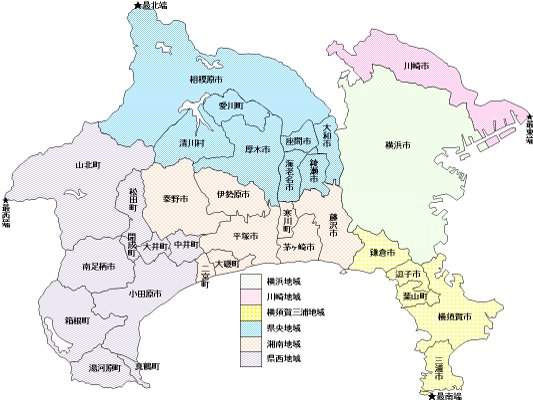 ★最北端
川崎市
相模原市
愛川町
★最東端
大和市
座間市
清川村
厚木市
横浜市
海老名市
綾瀬市
山北町
松田町
秦野市
伊勢原市
★最西端
寒川町
藤沢市
開成町
大井町
中井町
平塚市
茅ヶ崎市
鎌倉市
南足柄市
二宮町
大磯町
逗子市
小田原市
葉山町
箱根町
横須賀市
湯河原町
真鶴町
三浦市
★最南端
横浜地域
川崎地域
横須賀三浦地域
県央地域
湘南地域
県西地域